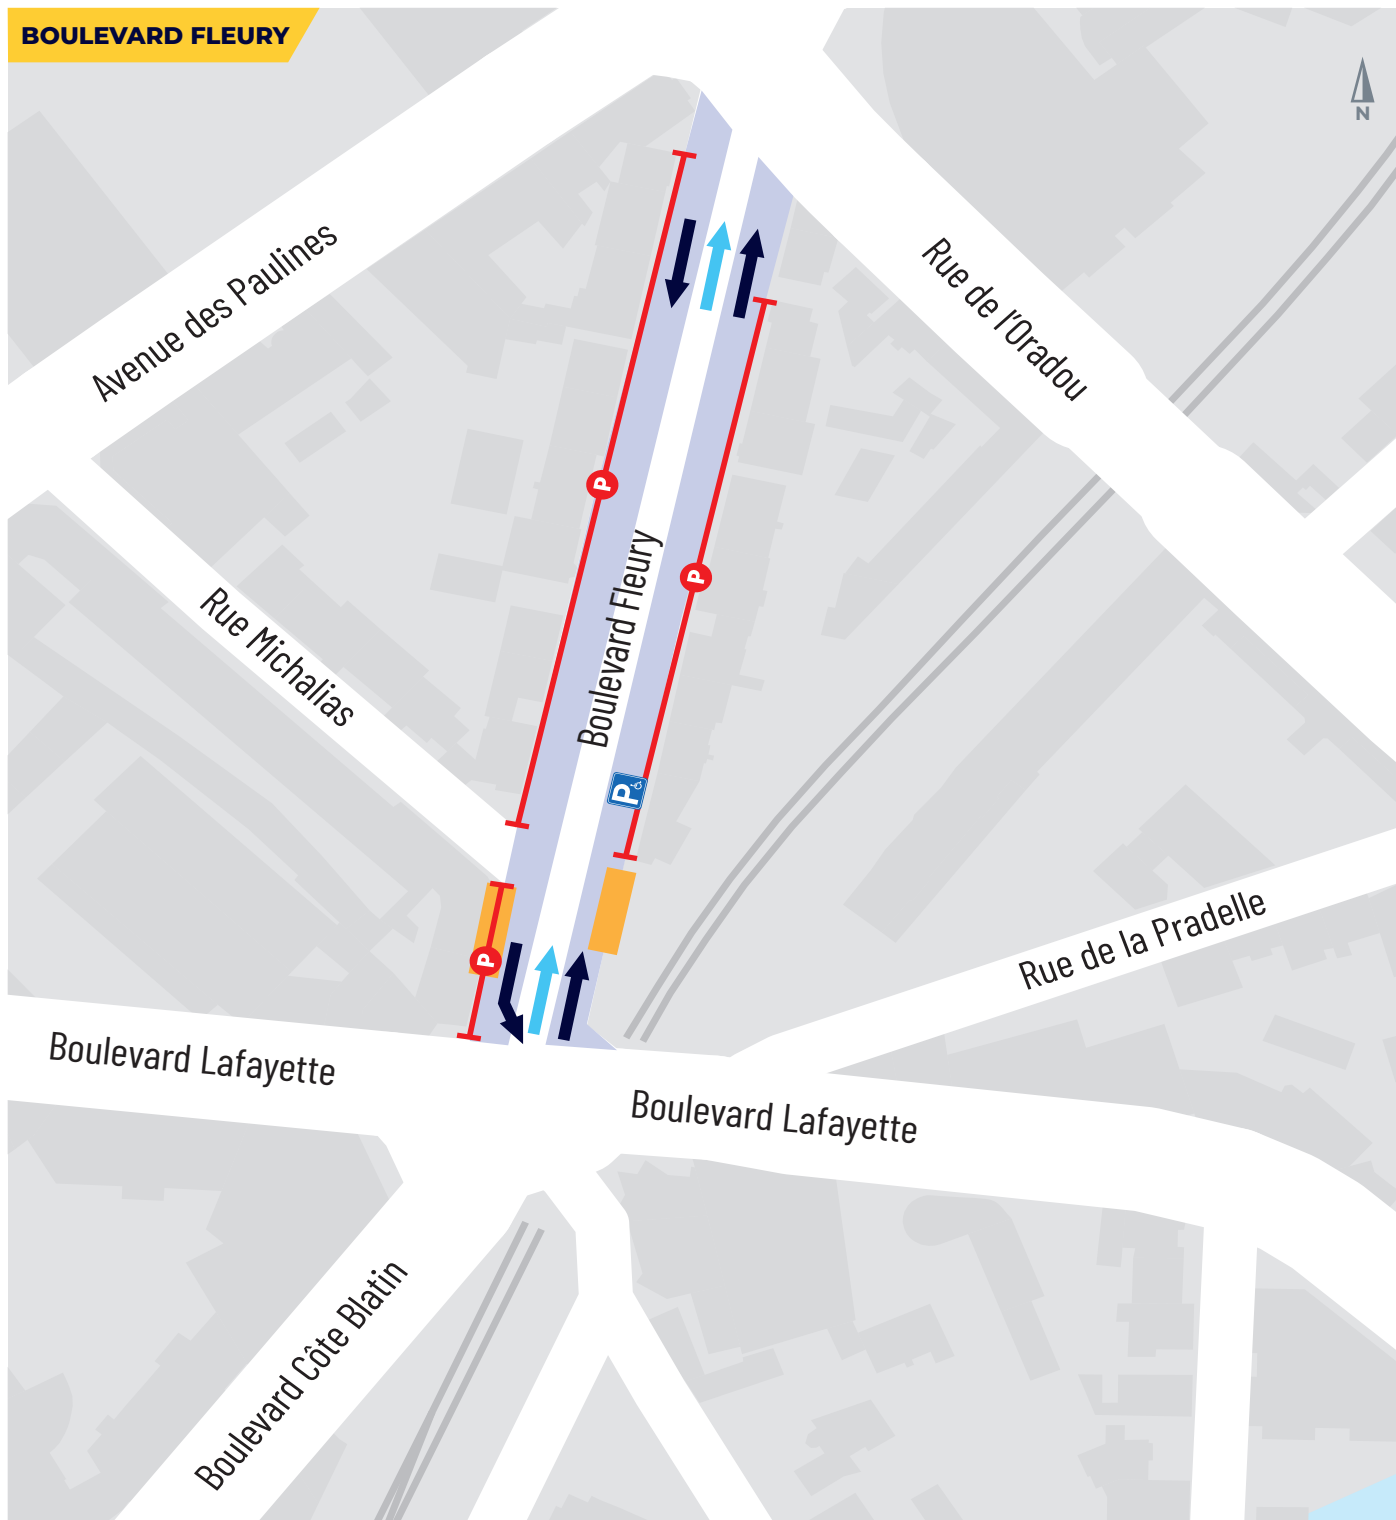 BOULEVARD FLEURY
N
Avenue des Paulines
Rue de l'Oradou
P
P
Boulevard Fleury
Rue Michalias
P
P
Rue de la Pradelle
Boulevard Lafayette
Boulevard Lafayette
Boulevard Côte Blatin